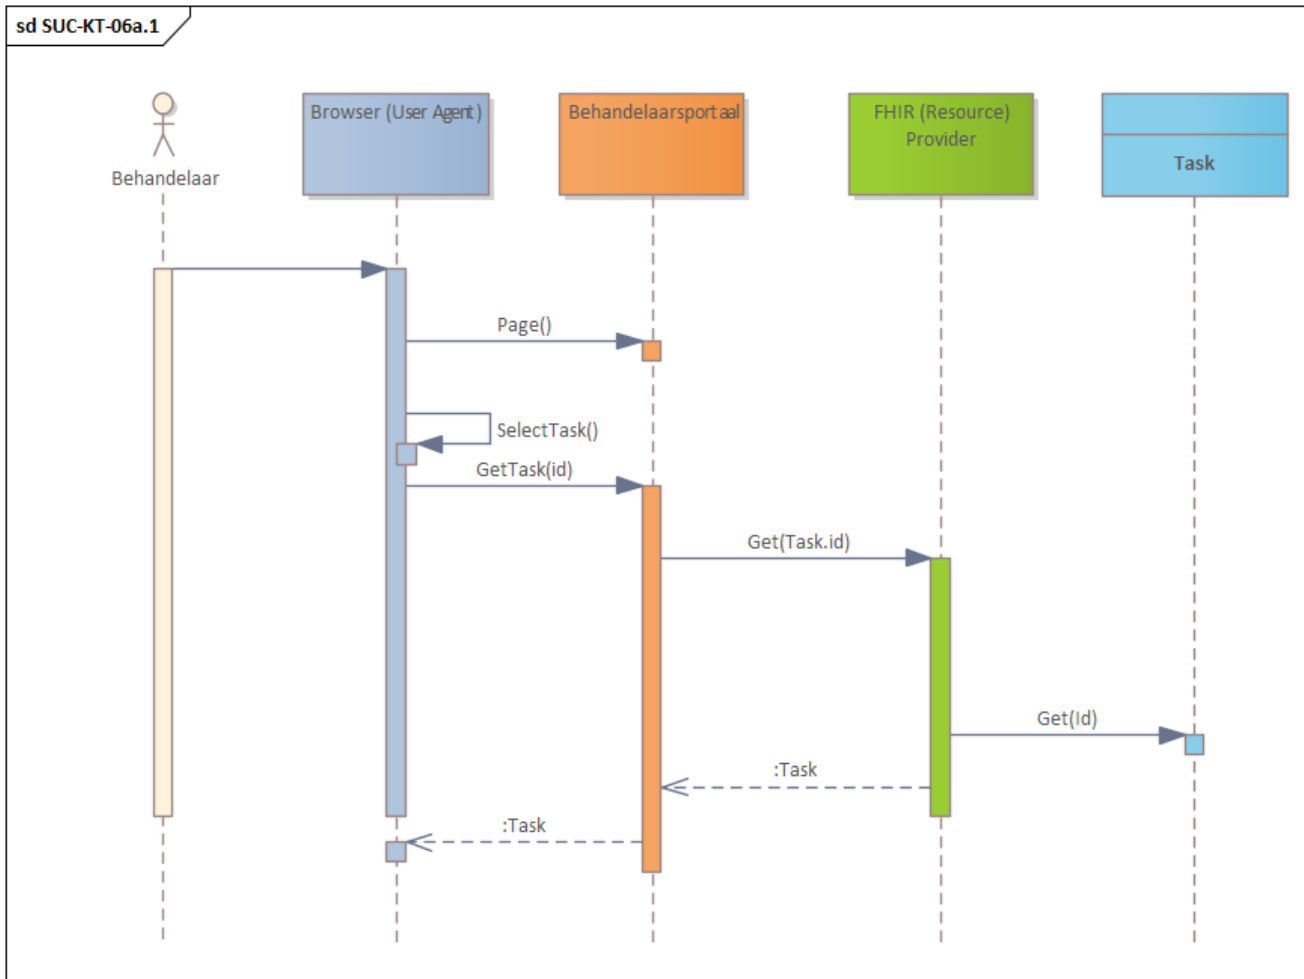 sd SUC-KT-06a.1
Behandelaar
Browser (User Agent)
Behandelaarsportaal
FHIR (Resource)
Provider
Task
Page()
SelectTask()
GetTask(id)
Get(Task.id)
Get(Id)
:Task
:Task